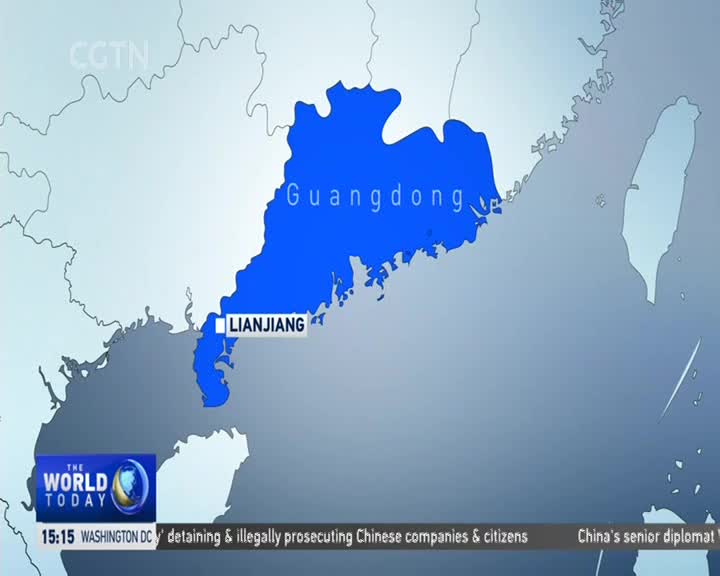 CGTN
Guangdong
LIANJIANG
THE
WORLD
TODAY
15:15 WASHINGTON DC ' detaining & illegally prosecuting Chinese companies & citizens China's senior diplomat